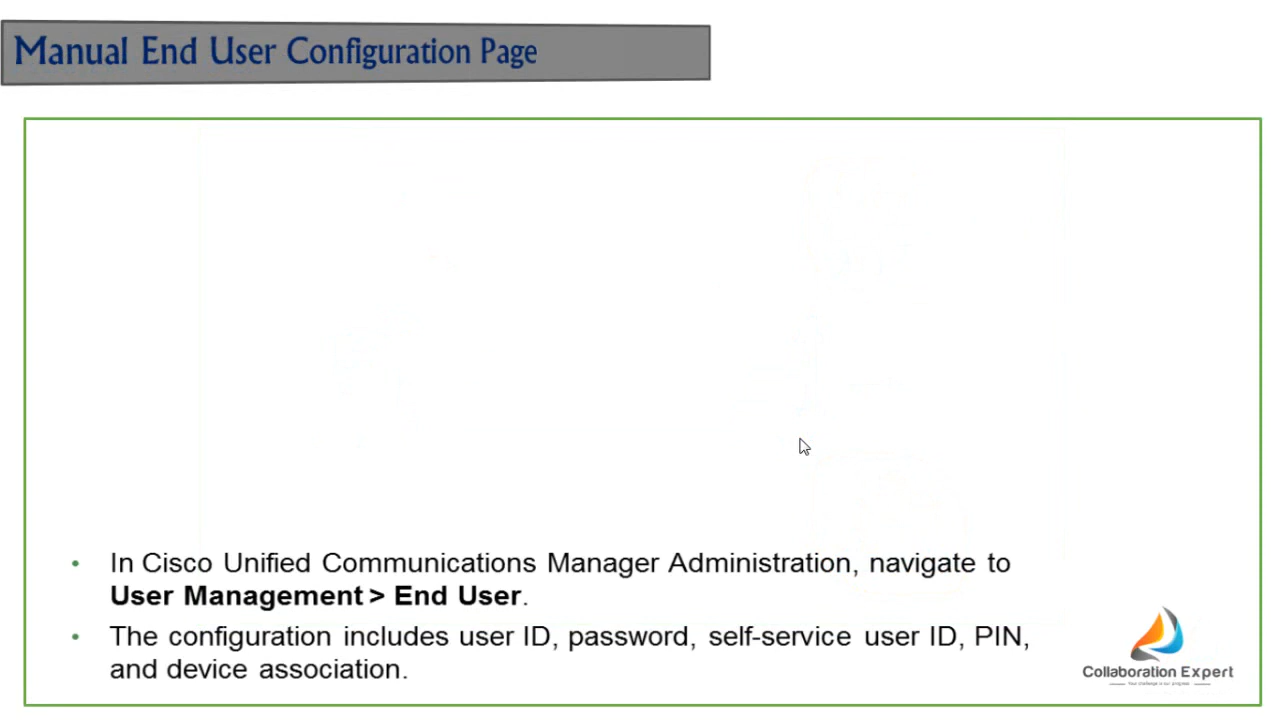 Manual End User Configuration Page
• In Cisco Unified Communications Manager Administration, navigate to
User Management > End User.
• The configuration includes user ID, password, self-service user ID, PIN,
and device association.
Collaboration Expert